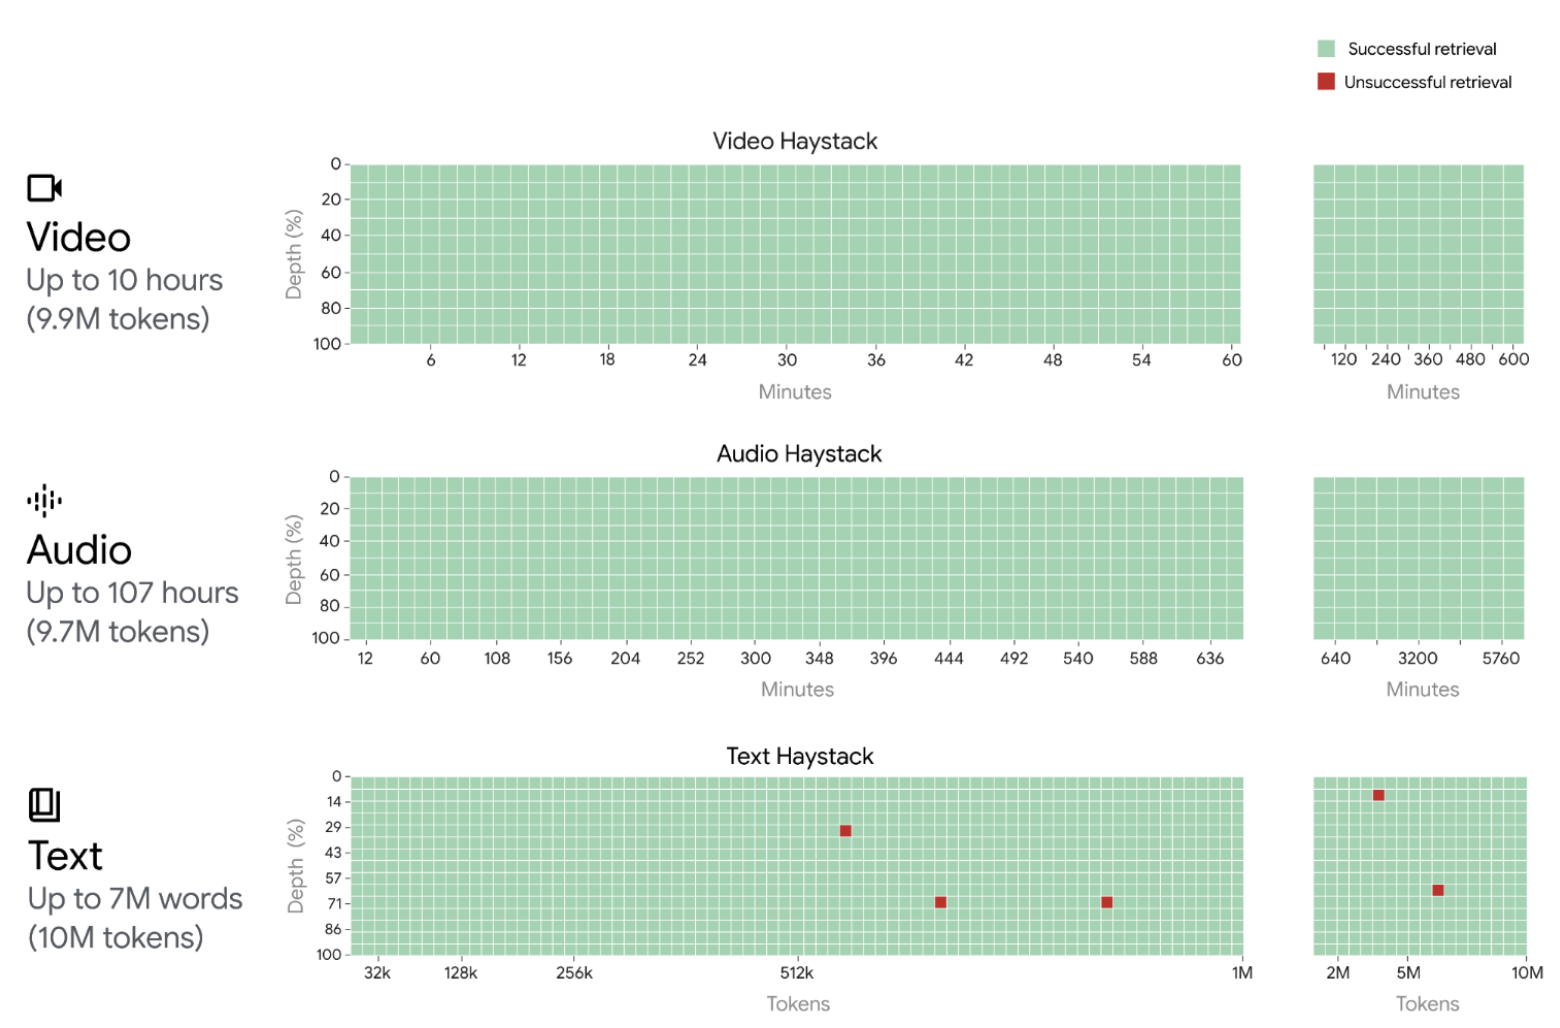 Successful retrieval
Unsuccessful retrieval
Video Haystack
Video
Up to 10 hours
(9.9M tokens)
Depth (%)
0
20
40
60
80
100
6 12 18 24 30 36 42 48 54 60
Minutes
120 240 360 480 600
Minutes
Audio Haystack
Audio
Up to 107 hours
(9.7M tokens)
Depth (%)
0
20
40
60
80
100
12 60 108 156 204 252 300 348 396 444 492 540 588 636
Minutes
640 3200 5760
Minutes
Text Haystack
Text
Up to 7M words
(10M tokens)
Depth (%)
0
14
29
43
57
71
86
100
32k 128k 256k 512k 1M
Tokens
2M 5M 10M
Tokens